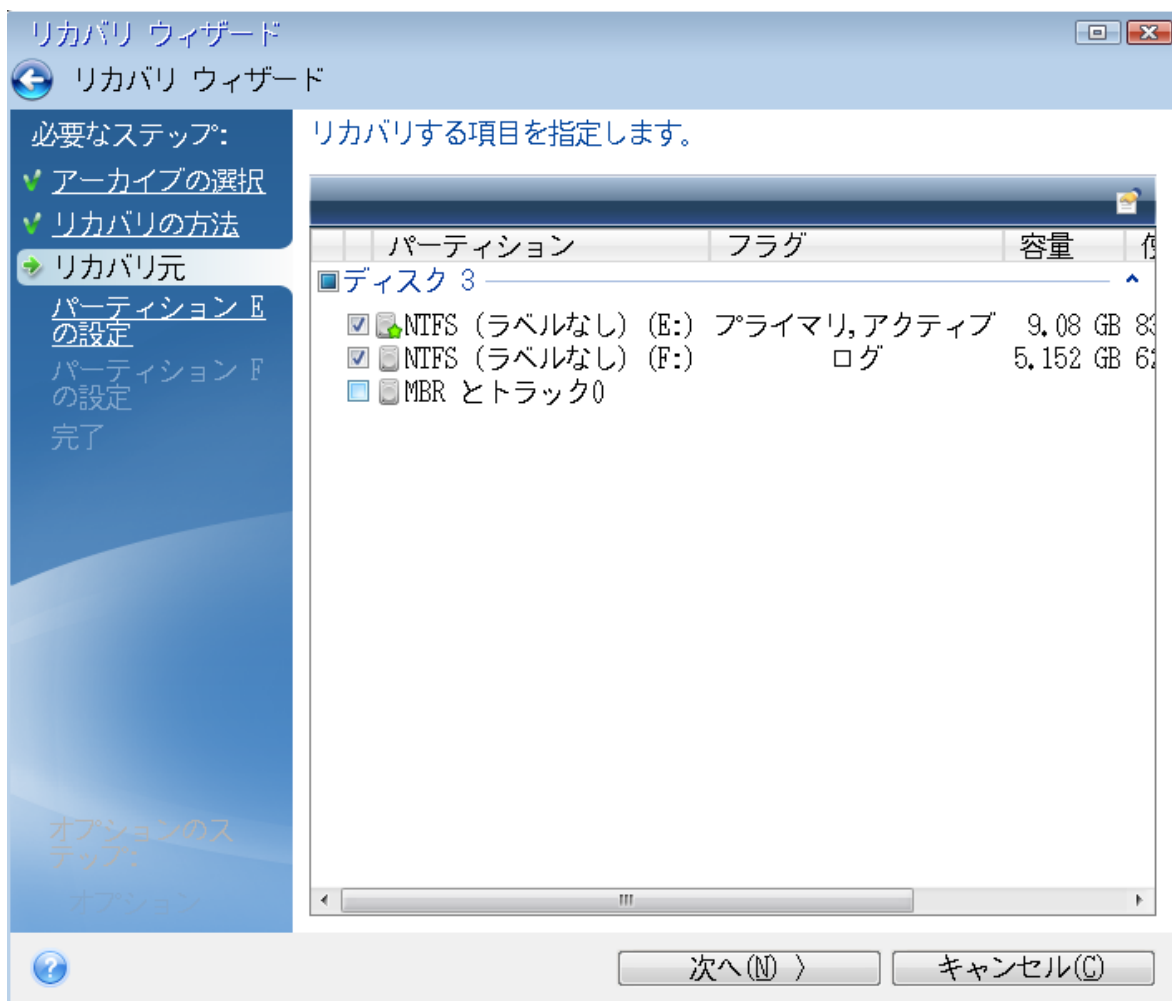 リカバリ ウィザード
リカバリ ウィザード
必要なステップ:
アーカイブの選択
リカバリの方法
リカバリ元
パーティション E
の設定
パーティション F
の設定
完了
オプションのス
テップ:
オプション
リカバリする項目を指定します。
パーティション フラグ 容量
ディスク 3
NTFS (ラベルなし) (E:) プライマリ,アクティブ 9.08 GB
NTFS (ラベルなし) (F:) ログ 5.152 GB
MBR とトラック0
次へ(N) 〉
キャンセル(C)